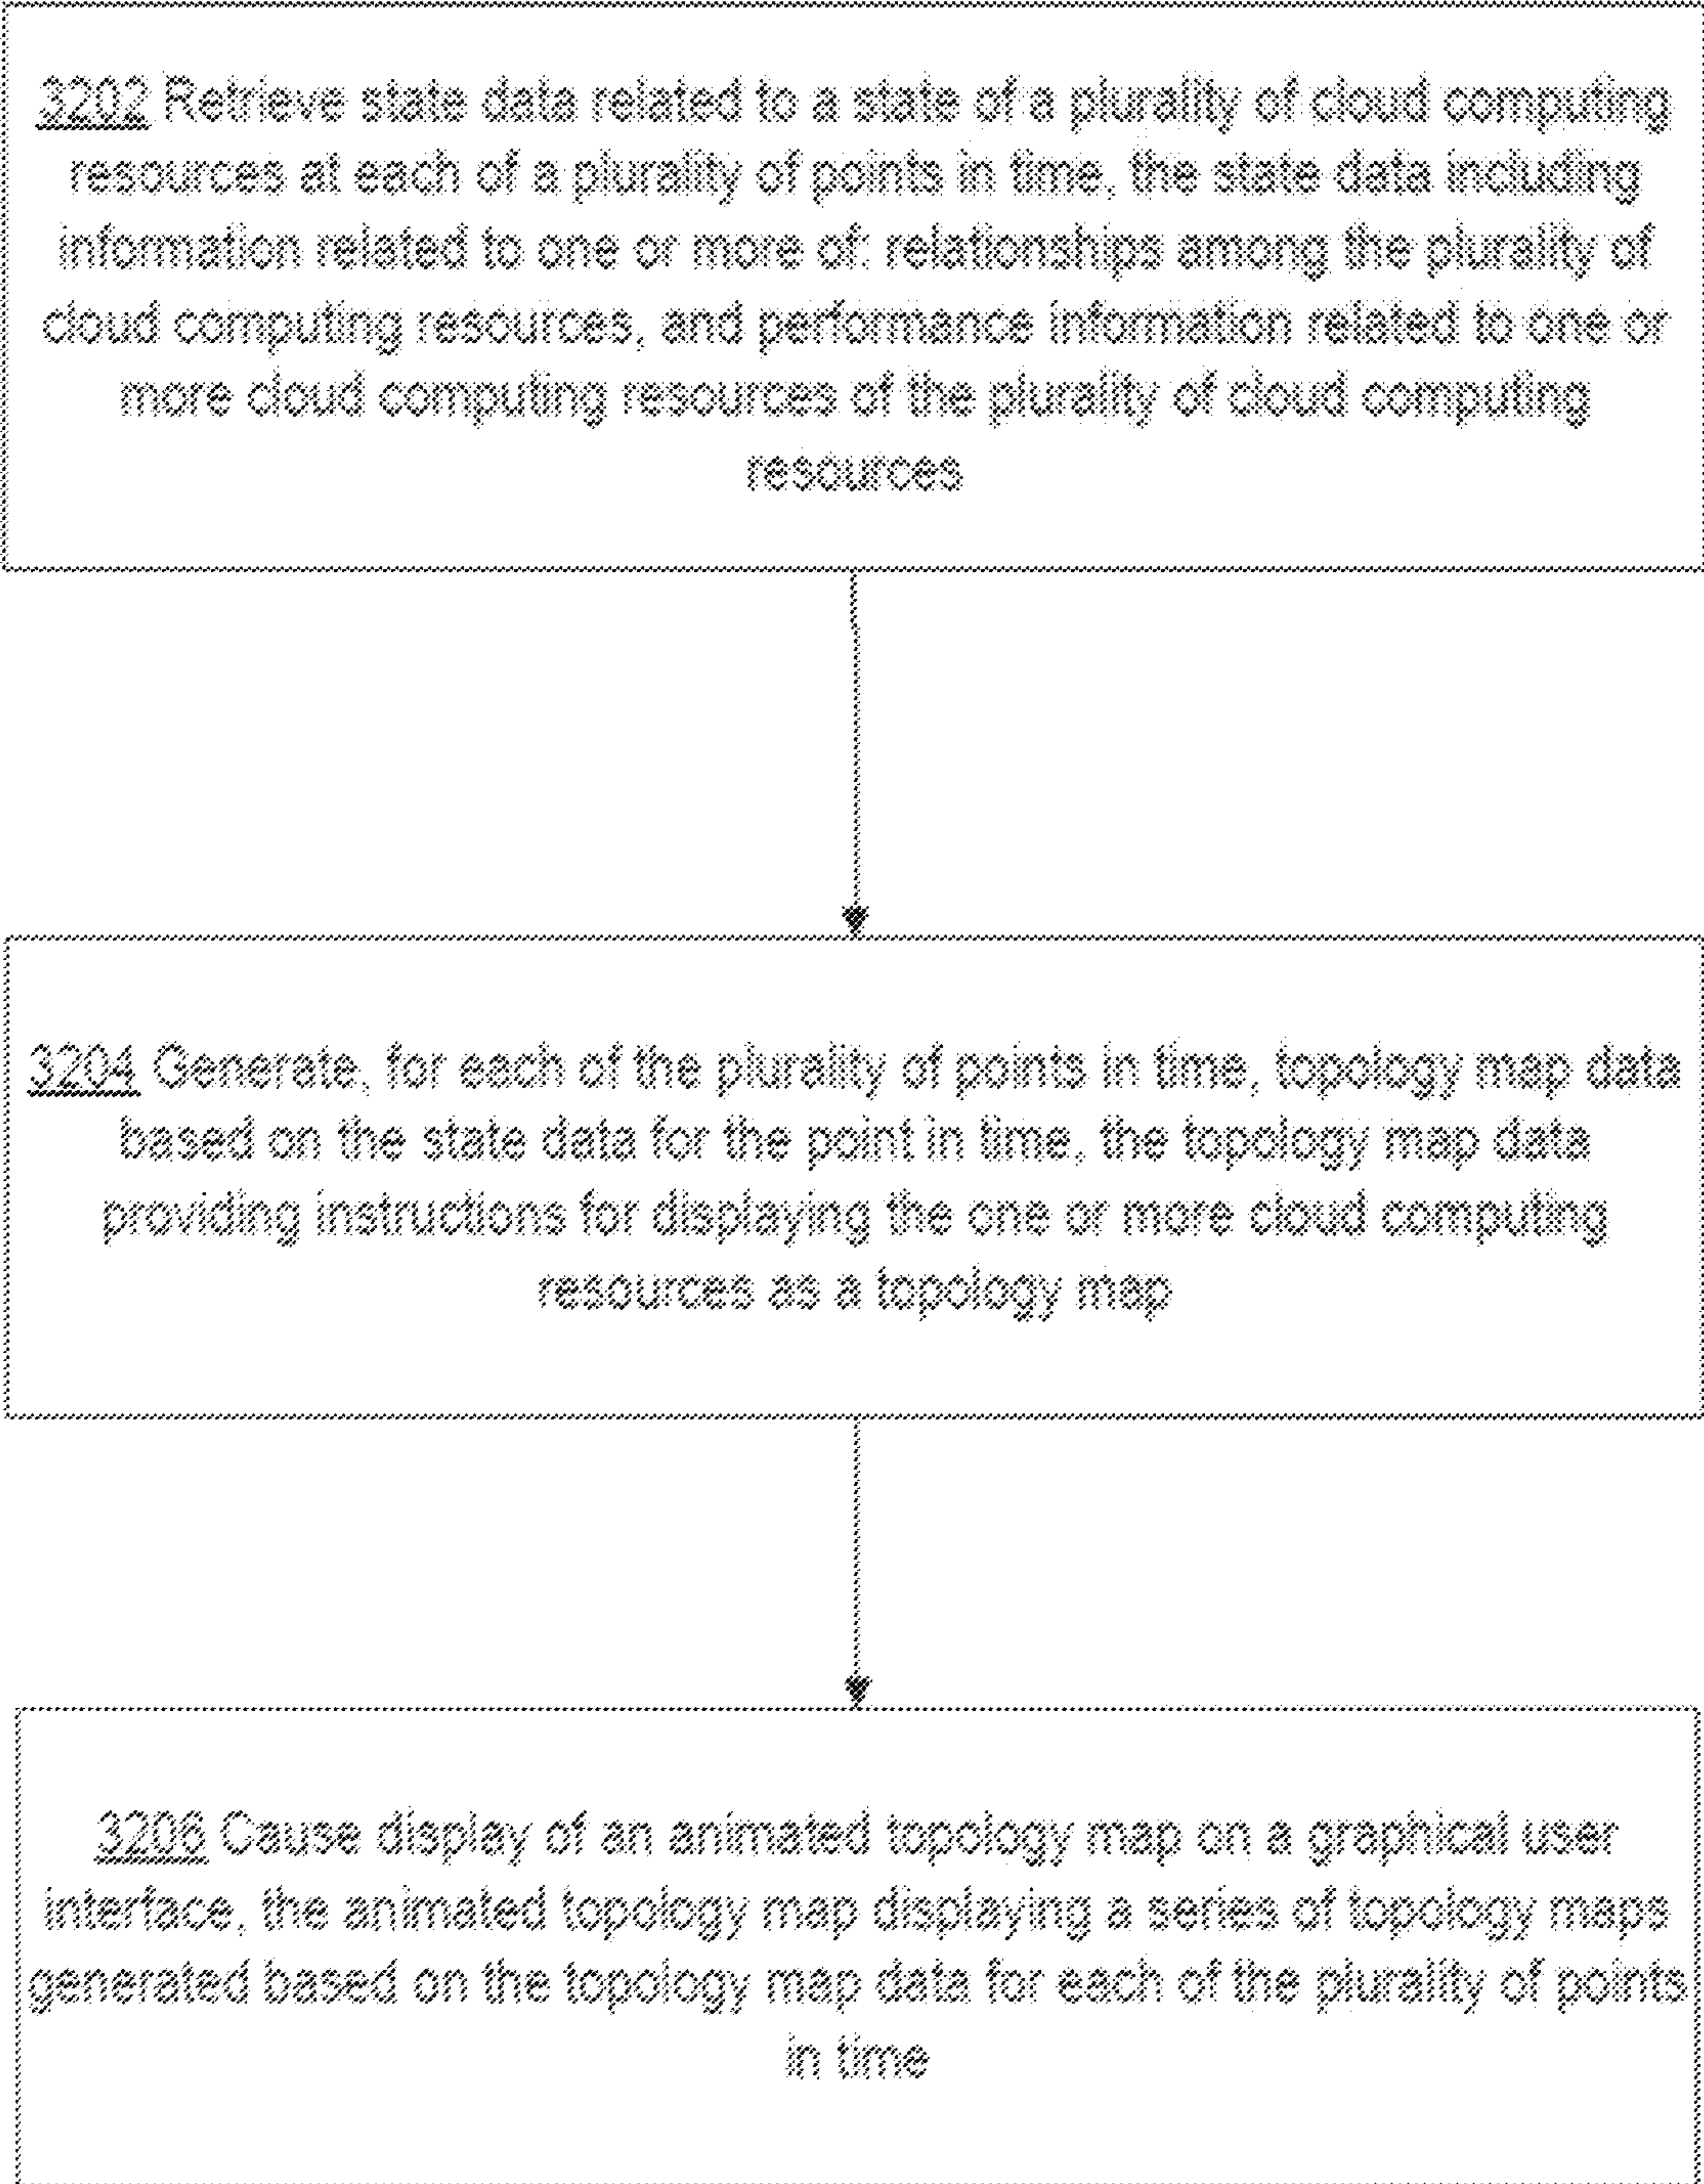 3202 Retrieve state data related to a state of a plurality of cloud computing
resources at each of a plurality of points in time, the state data including
information related to one or more of: relationships among the plurality of
cloud computing resources, and performance information related to one or
more cloud computing resources of the plurality of cloud computing
resources
3204 Generate, for each of the plurality of points in time, topology map data
based on the state data for the point in time, the topology map data
providing instructions for displaying the one or more cloud computing
resources as a topology map
3206 Cause display of an animated topology map on a graphical user
interface, the animated topology map displaying a series of topology maps
generated based on the topology map data for each of the plurality of points
in time